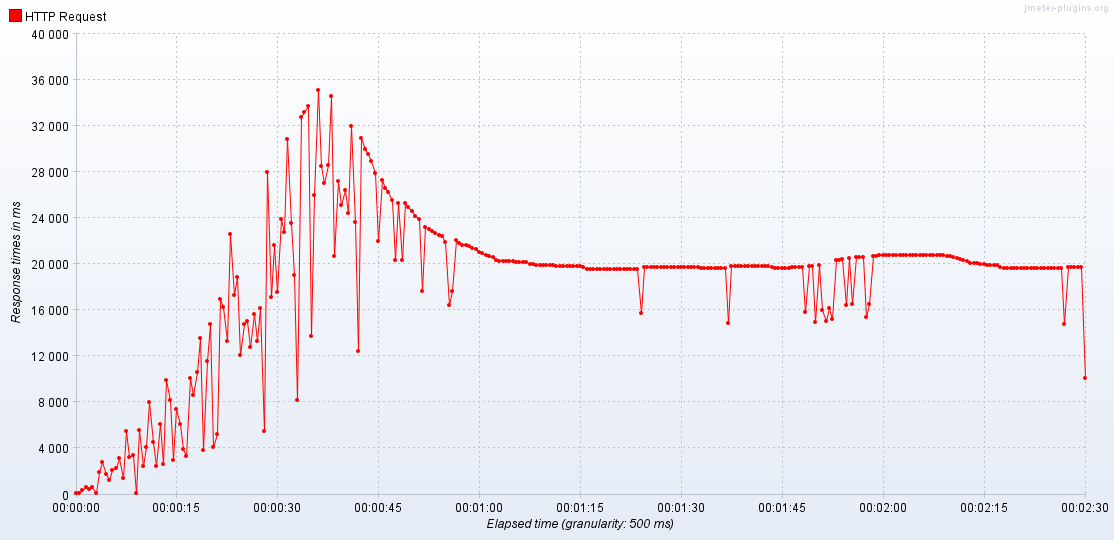 jmeter-plugins.org
HTTP Request
40 000
36 000
32 000
28 000
24 000
20 000
16 000
12 000
8 000
4 000
0
Response times in ms
00:00:00 00:00:15 00:00:30 00:00:45 00:01:00 00:01:15 00:01:30 00:01:45 00:02:00 00:02:15 00:02:30
Elapsed time (granularity: 500 ms)